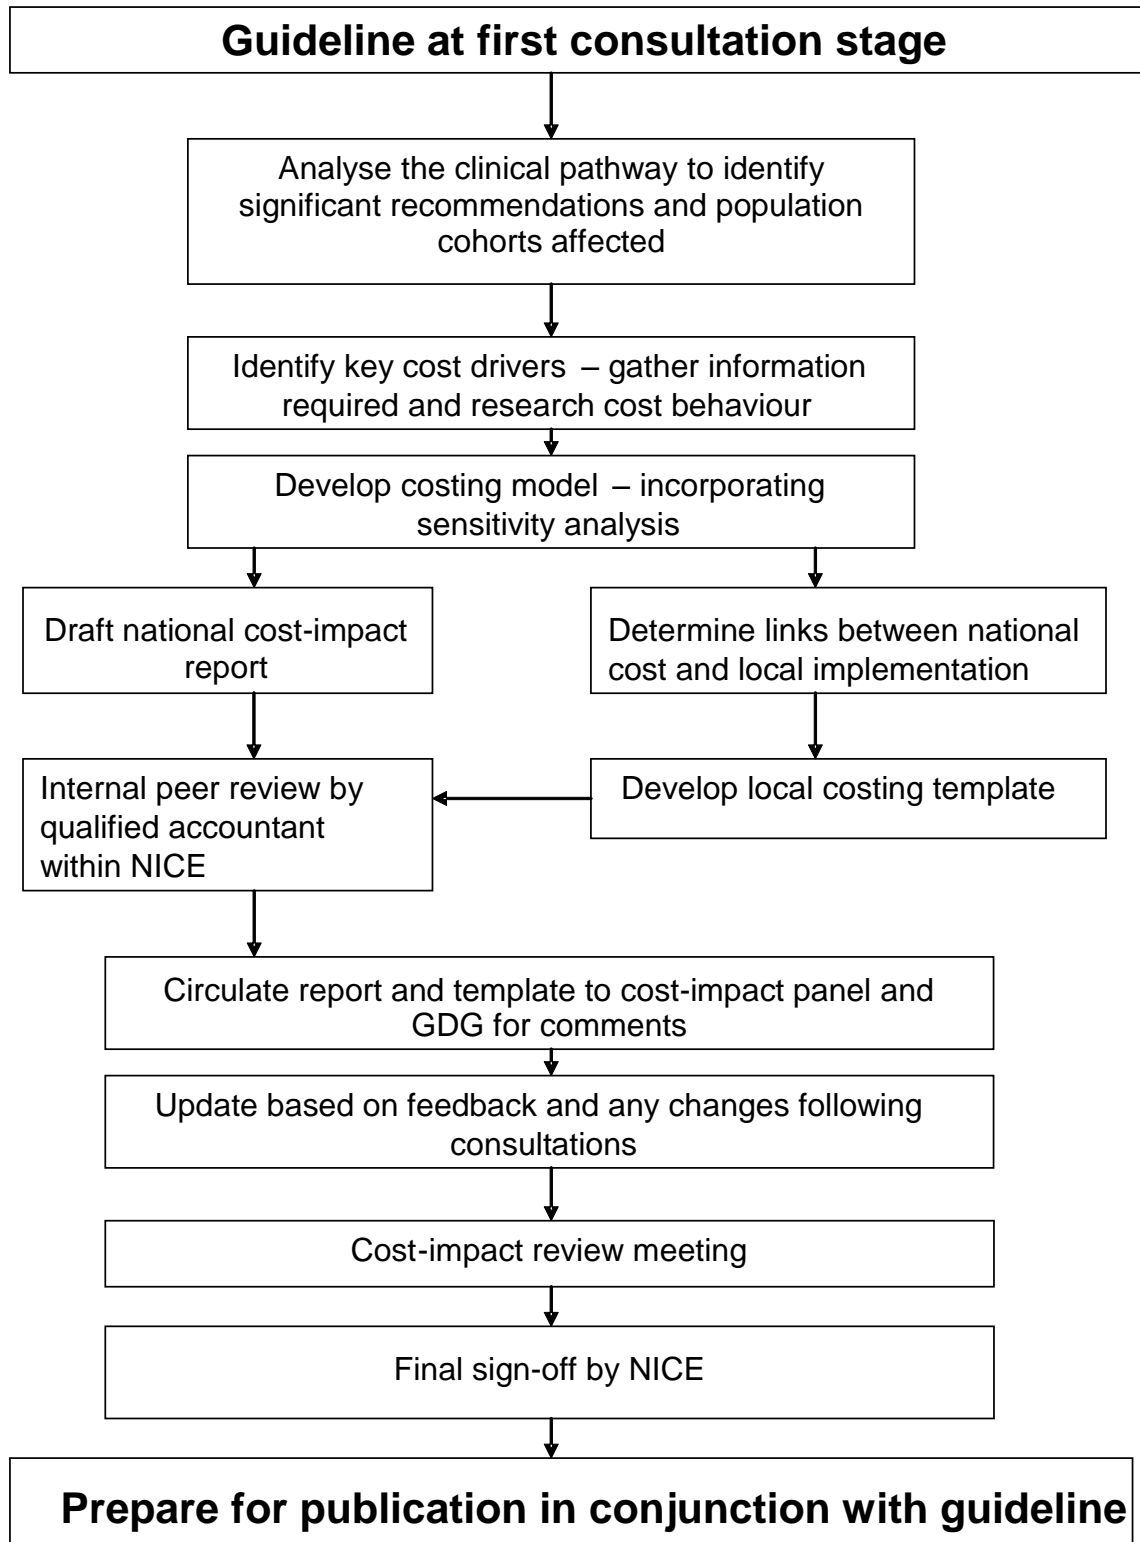 Guideline at first consultation stage
Analyse the clinical pathway to identify
significant recommendations and population
cohorts affected
Identify key cost drivers – gather information
required and research cost behaviour
Develop costing model – incorporating
sensitivity analysis
Draft national cost-impact
report
Determine links between national
cost and local implementation
Internal peer review by
qualified accountant
within NICE
Develop local costing template
Circulate report and template to cost-impact panel and
GDG for comments
Update based on feedback and any changes following
consultations
Cost-impact review meeting
Final sign-off by NICE
Prepare for publication in conjunction with guideline